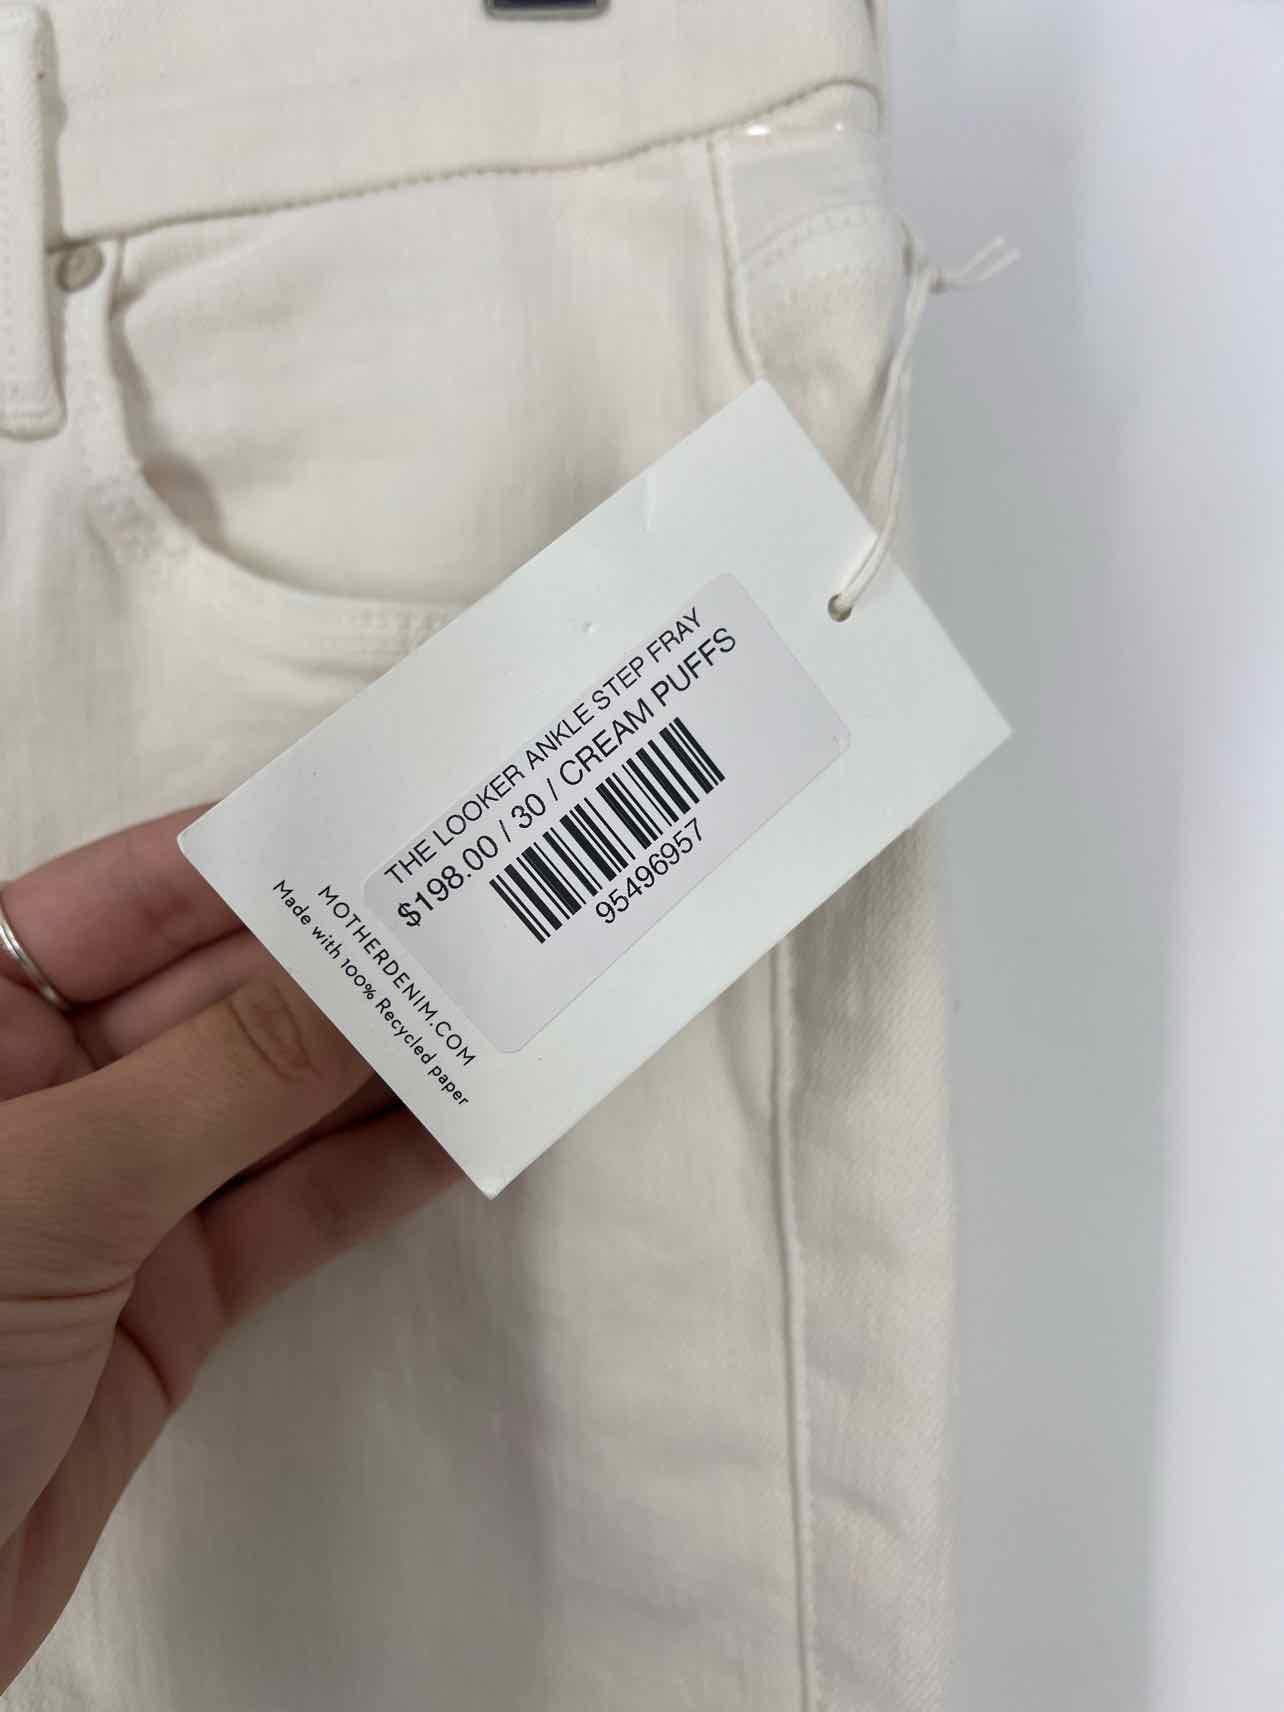 THE LOOKER ANKLE STEP FRAY
$198.00 / 30 / CREAM PUFFS
95496957
MOTHERDENIM.COM
Made with 100% Recycled paper